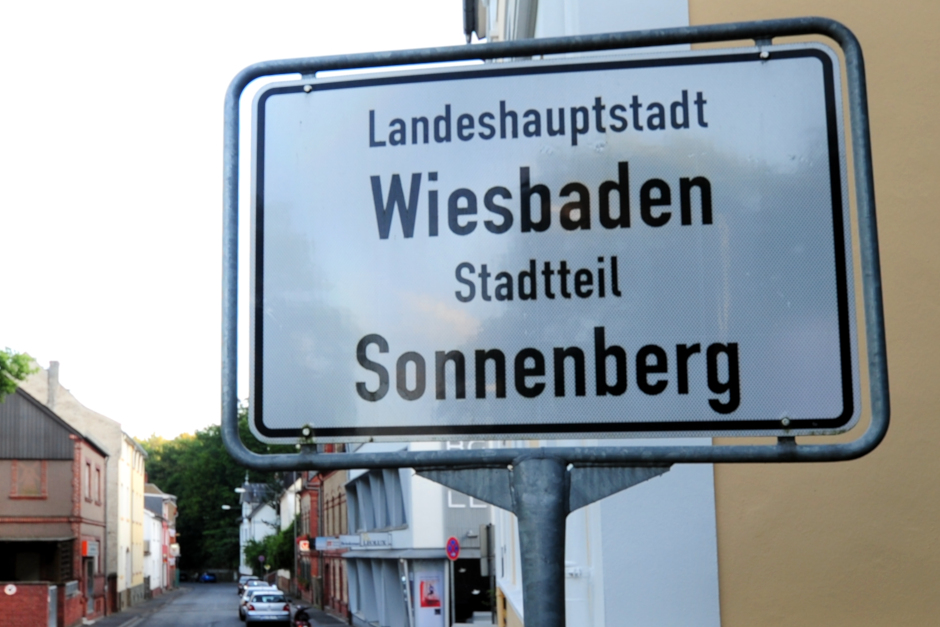 Landeshauptstadt
Wiesbaden
Stadtteil
Sonnenberg